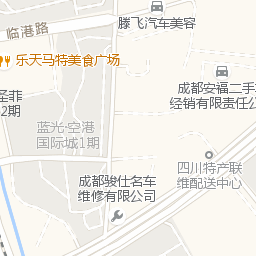 临港路
腾飞汽车美容
乐天马特美食广场
成都安福二手
经销有限责任
圣菲
2期
蓝光·空港
国际城1期
四川特产联
维配送中心
成都骏仕名车
维修有限公司